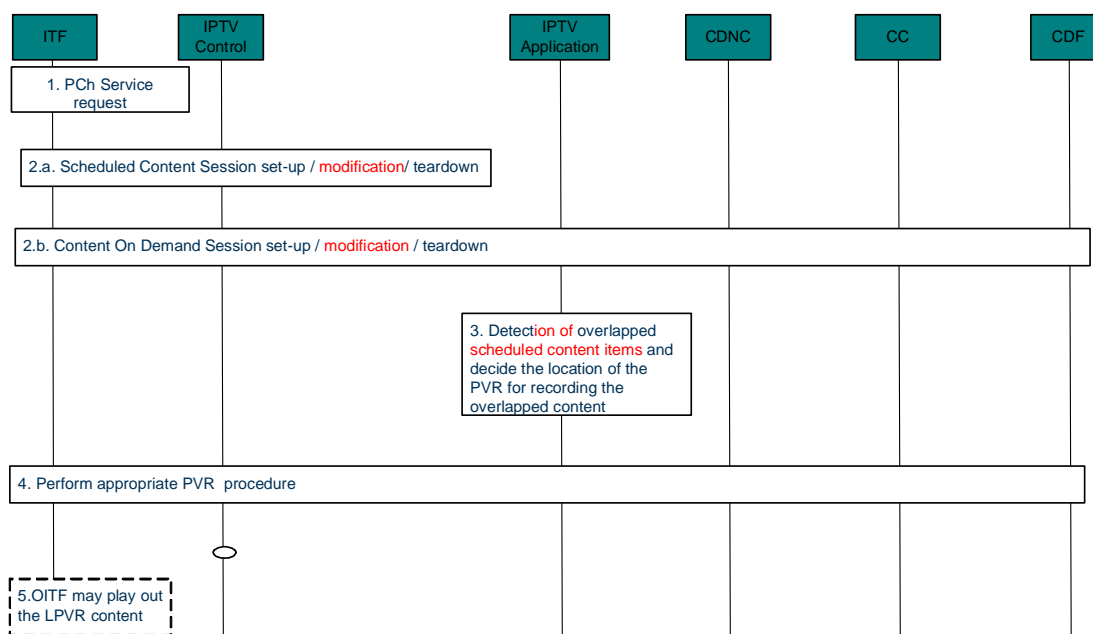 ITF
IPTV
Control
IPTV
Application
CDNC
CC
CDF
1. PCh Service
request
2.a. Scheduled Content Session set-up / modification/ teardown
2.b. Content On Demand Session set-up / modification / teardown
3. Detection of overlapped
scheduled content items and
decide the location of the
PVR for recording the
overlapped content
4. Perform appropriate PVR  procedure
5.OITF may play out
the LPVR content